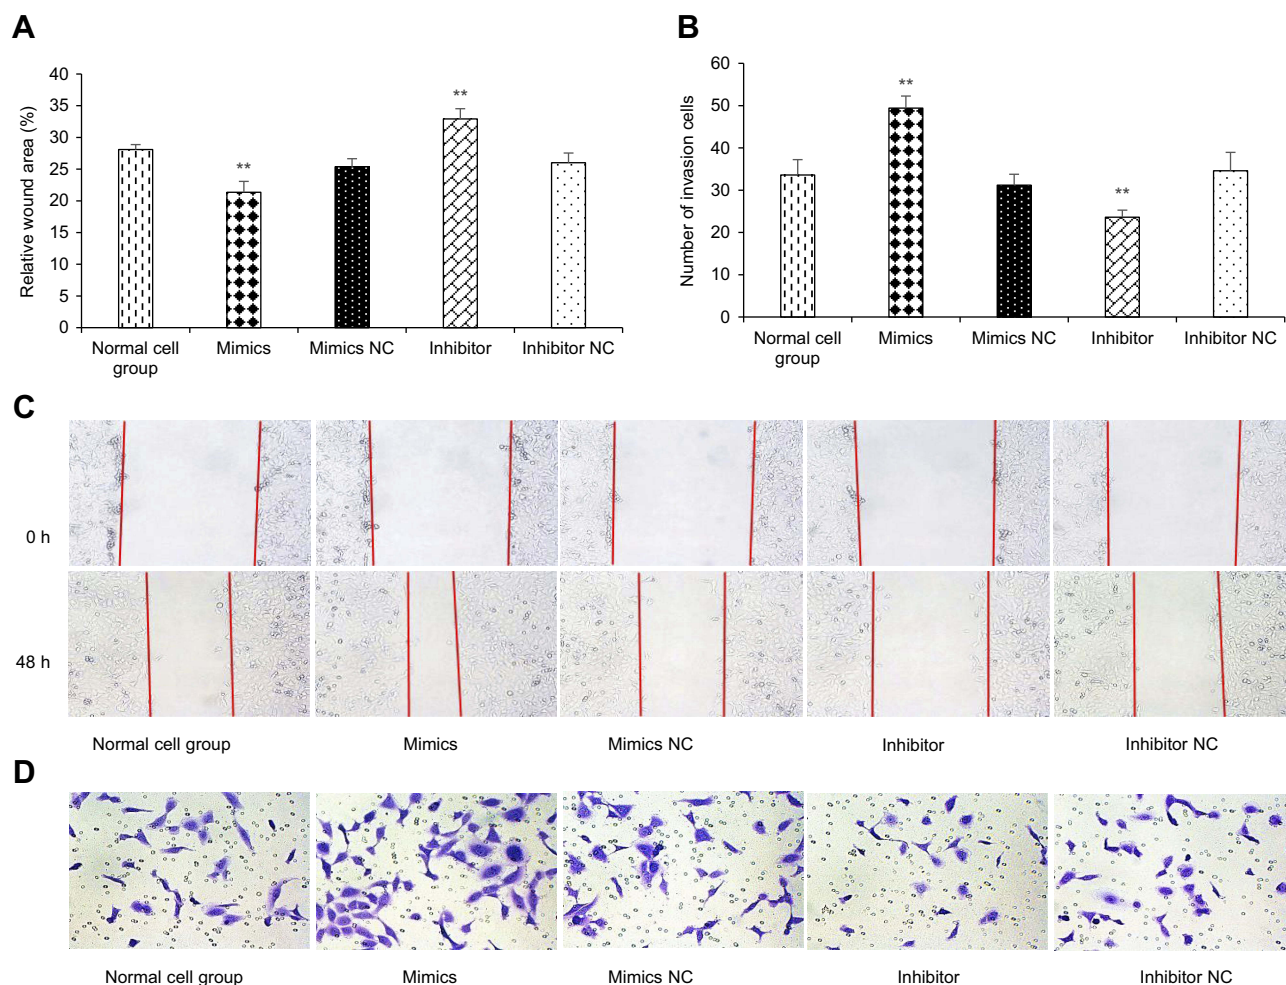 A
Relative wound area (%)
40
35
30
25
20
15
10
5
0
**
**
Normal cell
group
Mimics
Mimics NC
Inhibitor
Inhibitor NC
B
Number of invasion cells
60
50
40
30
20
10
0
**
**
Normal cell
group
Mimics
Mimics NC
Inhibitor
Inhibitor NC
C
0 h
48 h
Normal cell group
Mimics
Mimics NC
Inhibitor
Inhibitor NC
D
Normal cell group
Mimics
Mimics NC
Inhibitor
Inhibitor NC